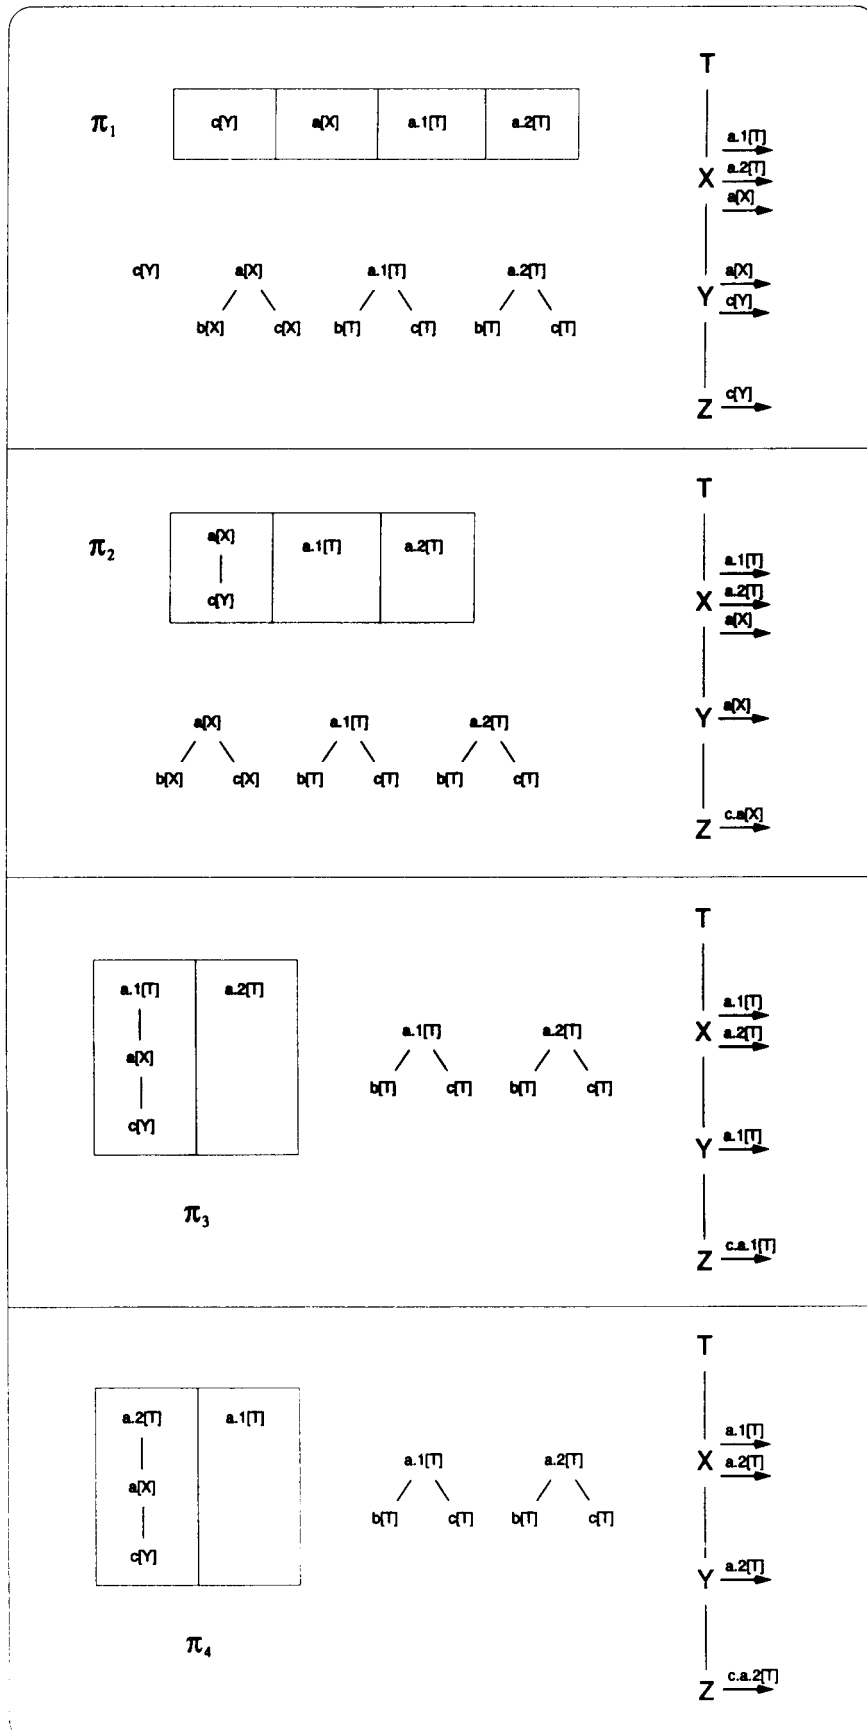 T
π1 c[Y] a[X] a.1[T] a.2[T]
a.1[T]
X a.2[T]
a[X]
c[Y] a[X] a.1[T] a.2[T]
a[X]
Y c[Y]
b[X] c[X] b[T] c[T] b[T] c[T]
Z c[Y]
T
π2 a[X] a.1[T] a.2[T]
a.1[T]
c[Y]
X a.2[T]
a[X]
a[X] a.1[T] a.2[T]
Y a[X]
b[X] c[X] b[T] c[T] b[T] c[T]
Z c.a[X]
T
a.1[T] a.2[T]
a.1[T]
X a.2[T]
a.1[T] a.2[T]
a[X]
b[T] c[T] b[T] c[T]
c[Y]
Y a.1[T]
π3
Z c.a.1[T]
T
a.2[T] a.1[T]
a.1[T]
X a.2[T]
a.1[T] a.2[T]
a[X]
b[T] c[T] b[T] c[T]
c[Y]
Y a.2[T]
π4
Z c.a.2[T]